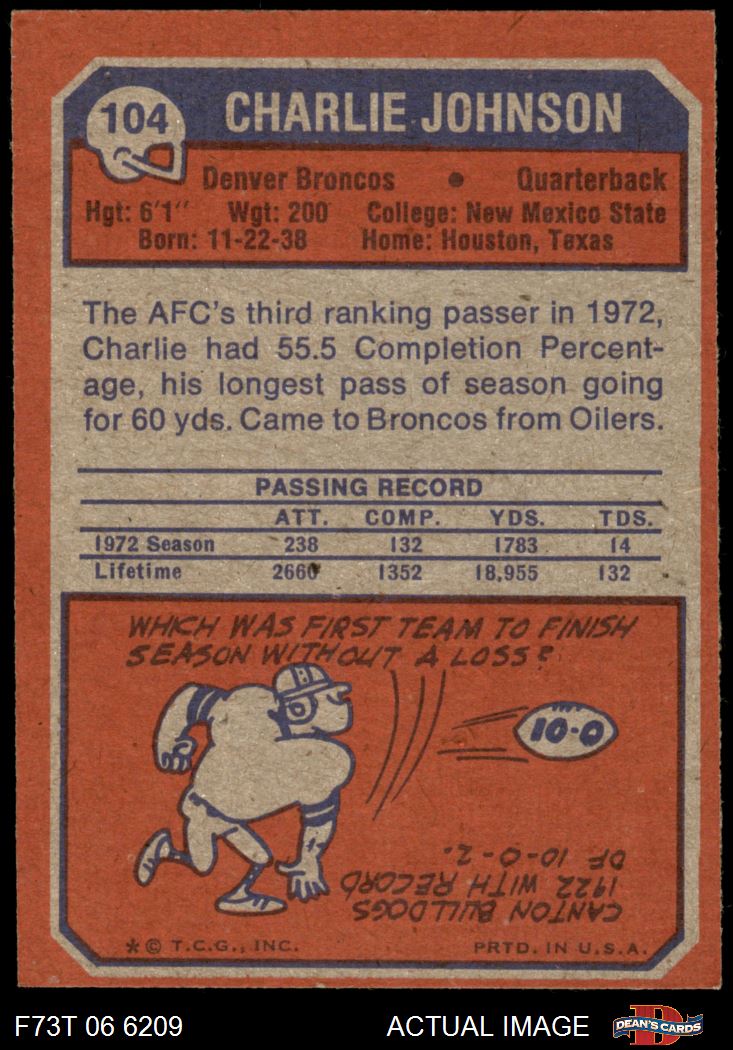 104
CHARLIE JOHNSON
Denver Broncos • Quarterback
Hgt: 6'1" Wgt: 200 College: New Mexico State
Born: 11-22-38 Home: Houston, Texas
The AFC's third ranking passer in 1972,
Charlie had 55.5 Completion Percent-
age, his longest pass of season going
for 60 yds. Came to Broncos from Oilers.
PASSING RECORD
ATT. COMP. YDS. TDS.
1972 Season 238 132 1783 14
Lifetime 2660 1352 18,955 132
WHICH WAS FIRST TEAM TO FINISH
SEASON WITHOUT A LOSS?
10-0
CANTON BULLDOGS
1922 WITH RECORD
OF 10-0-2.
* © T.C.G., INC. PRTD. IN U.S.A.
F73T 06 6209 ACTUAL IMAGE
D
DEAN'S CARDS